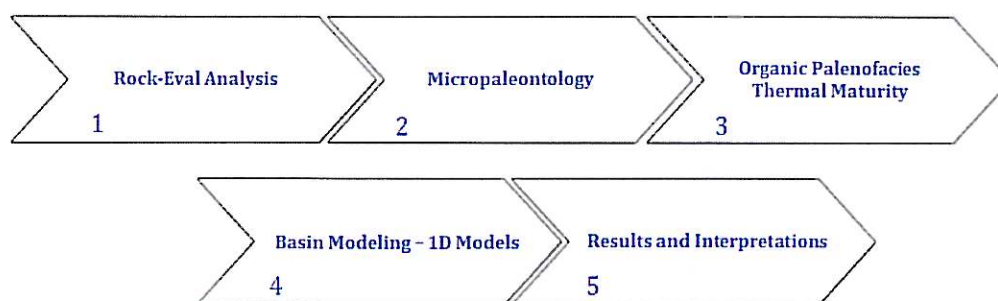 Rock-Eval Analysis
1
Micropaleontology
2
Organic Palenofacies
Thermal Maturity
3
Basin Modeling – 1D Models
4
Results and Interpretations
5